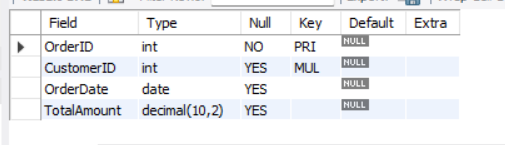 Field Type Null Key Default Extra
OrderID int NO PRI NULL
CustomerID int YES MUL NULL
OrderDate date YES NULL
TotalAmount decimal(10,2) YES NULL